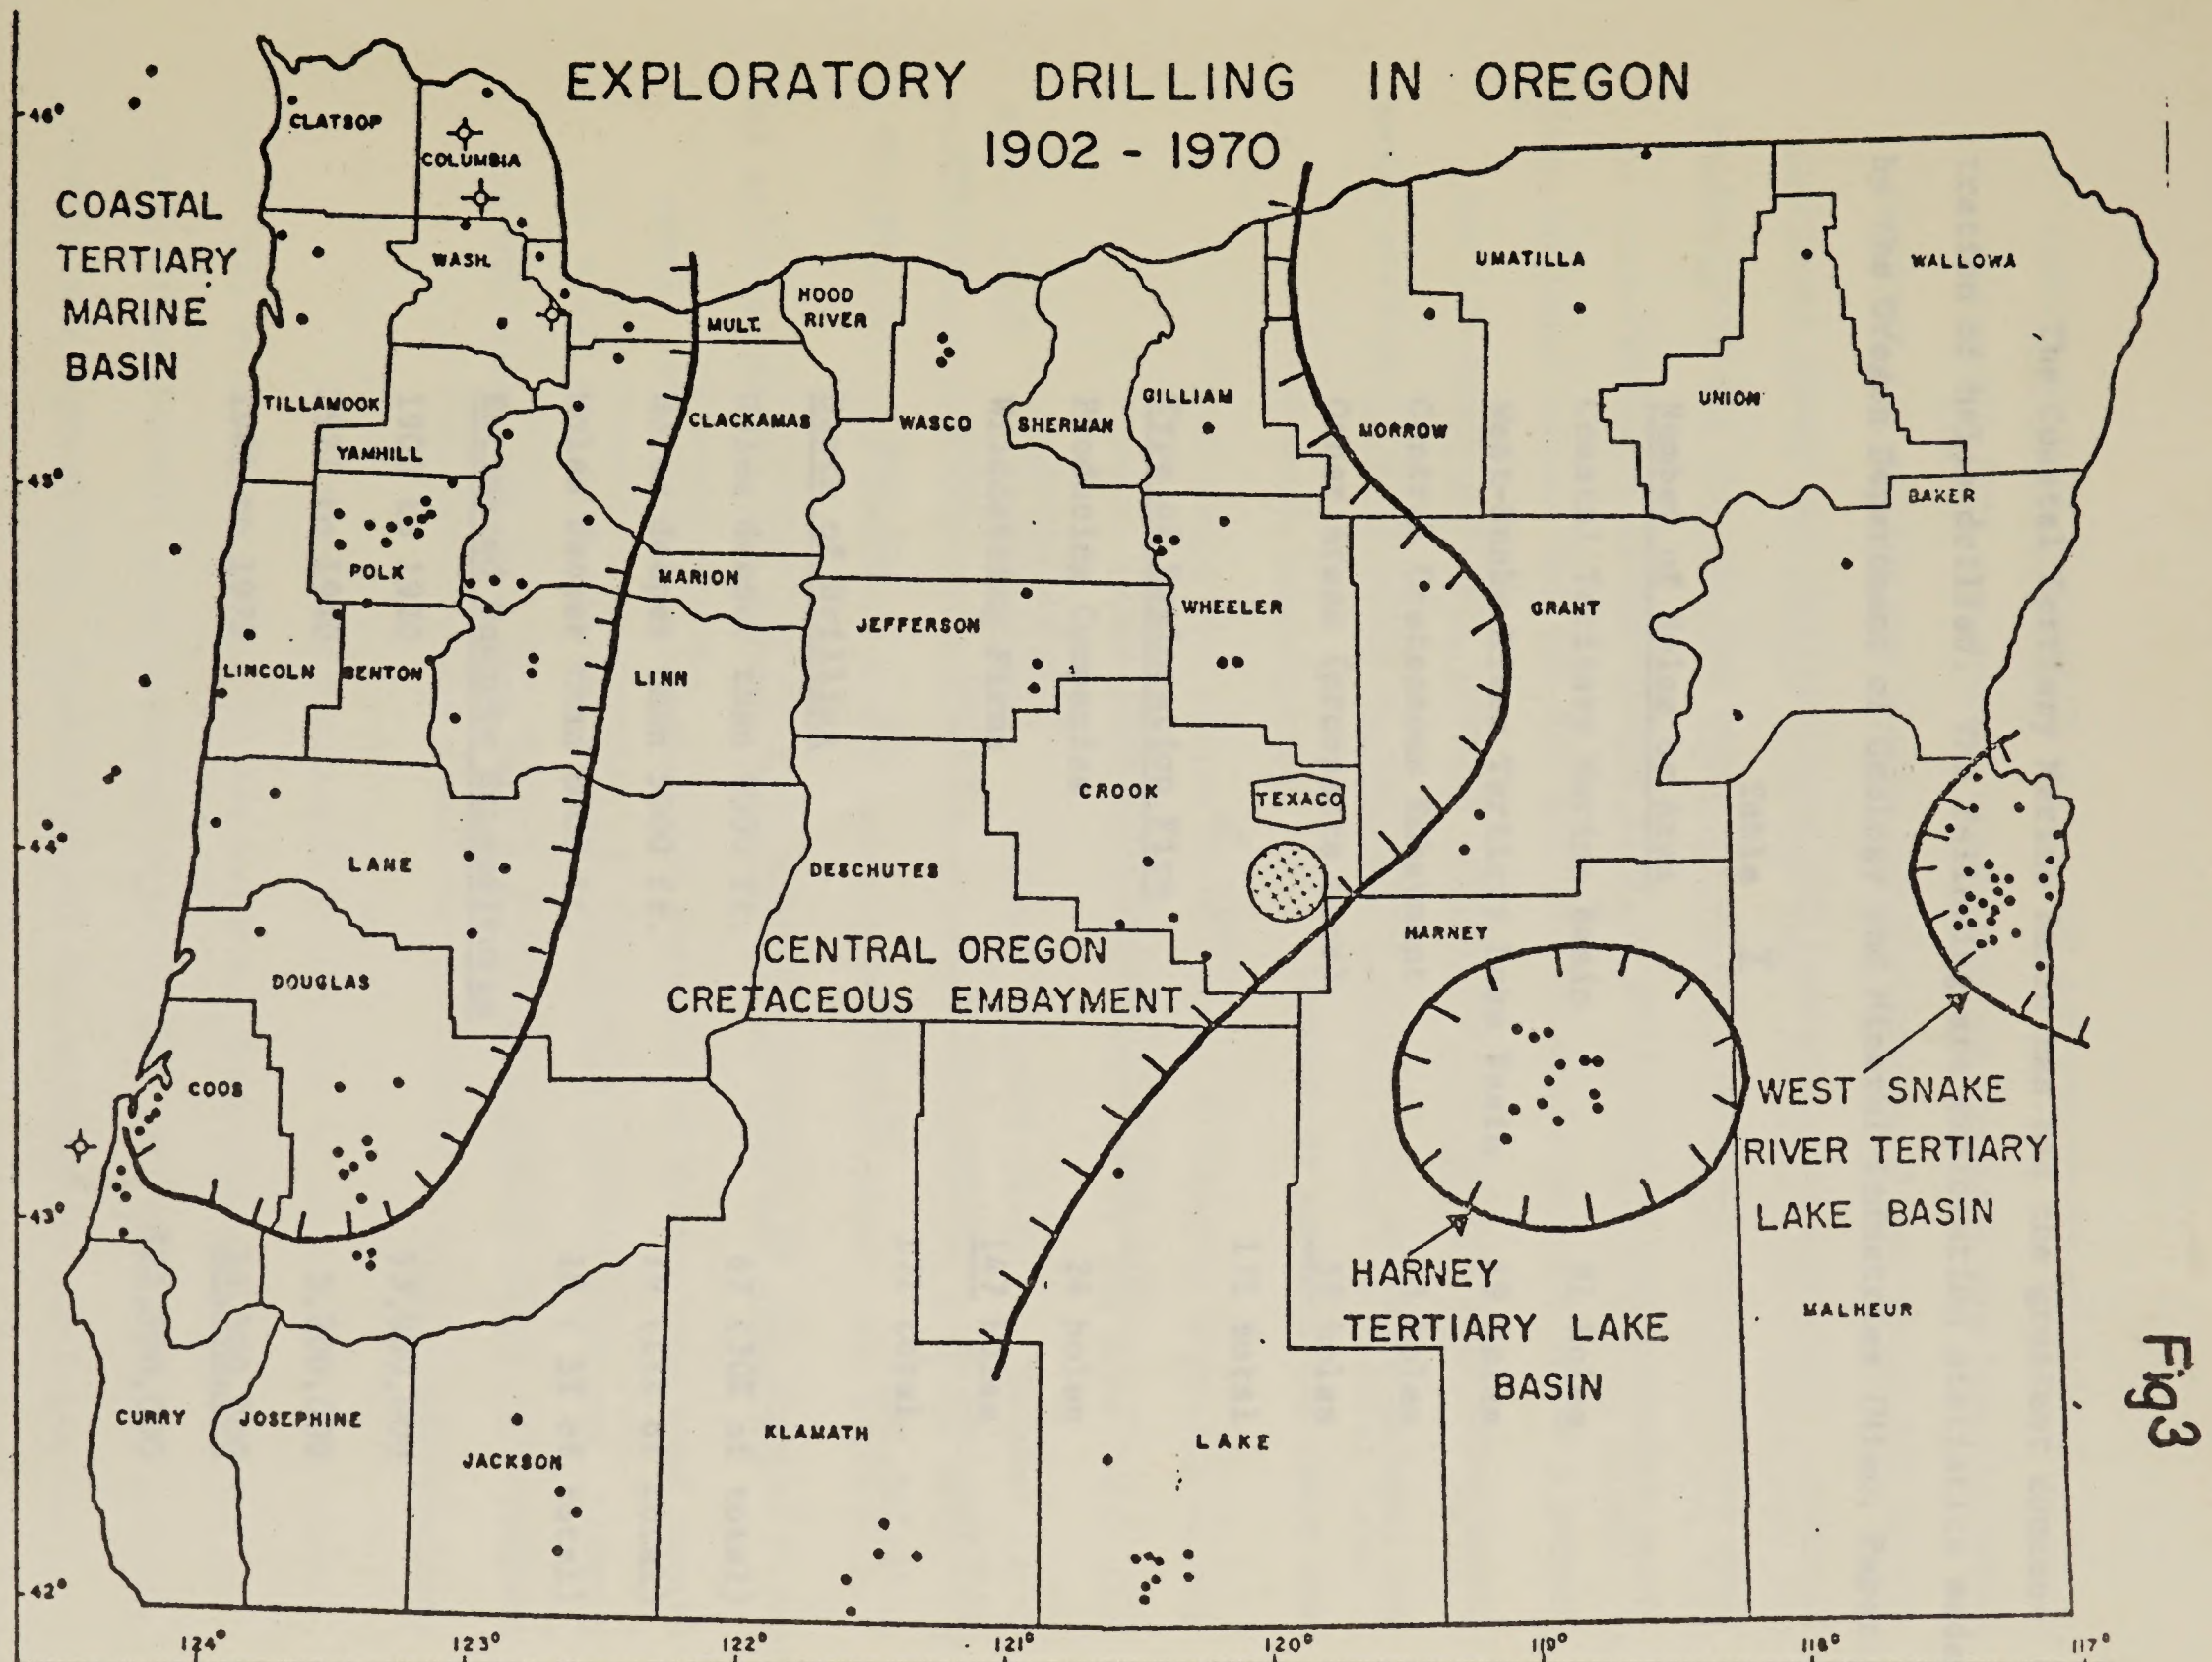 EXPLORATORY DRILLING IN OREGON
1902 - 1970
46°
CLATSOP
COLUMBIA
COASTAL
TERTIARY
MARINE
BASIN
WASH.
UMATILLA
WALLOWA
HOOD
RIVER
MULT.
TILLAMOOK
CLACKAMAS
WASCO
SHERMAN
GILLIAM
MORROW
UNION
YAMHILL
45°
BAKER
POLK
MARION
JEFFERSON
WHEELER
GRANT
LINCOLN
BENTON
LINN
CROOK
TEXACO
44°
LANE
DESCHUTES
HARNEY
CENTRAL OREGON
CRETACEOUS EMBAYMENT
DOUGLAS
COOS
WEST SNAKE
RIVER TERTIARY
LAKE BASIN
43°
HARNEY
TERTIARY LAKE
BASIN
MALHEUR
Fig3
CURRY
JOSEPHINE
JACKSON
KLAMATH
LAKE
42°
124°
123°
122°
121°
120°
119°
118°
117°